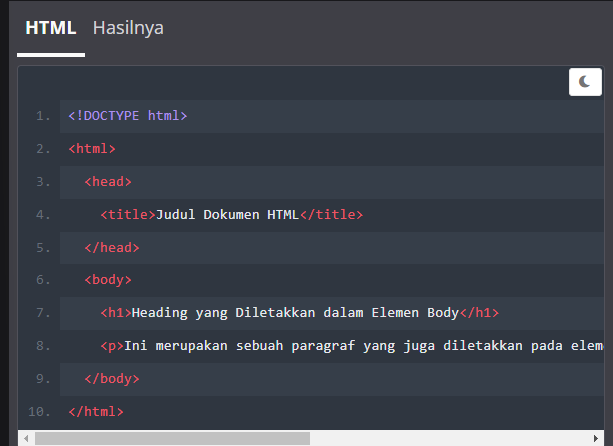 HTML Hasilnya
1. <!DOCTYPE html>
2. <html>
3. <head>
4. <title>Judul Dokumen HTML</title>
5. </head>
6. <body>
7. <h1>Heading yang Diletakkan dalam Elemen Body</h1>
8. <p>Ini merupakan sebuah paragraf yang juga diletakkan pada
9. </body>
10. </html>